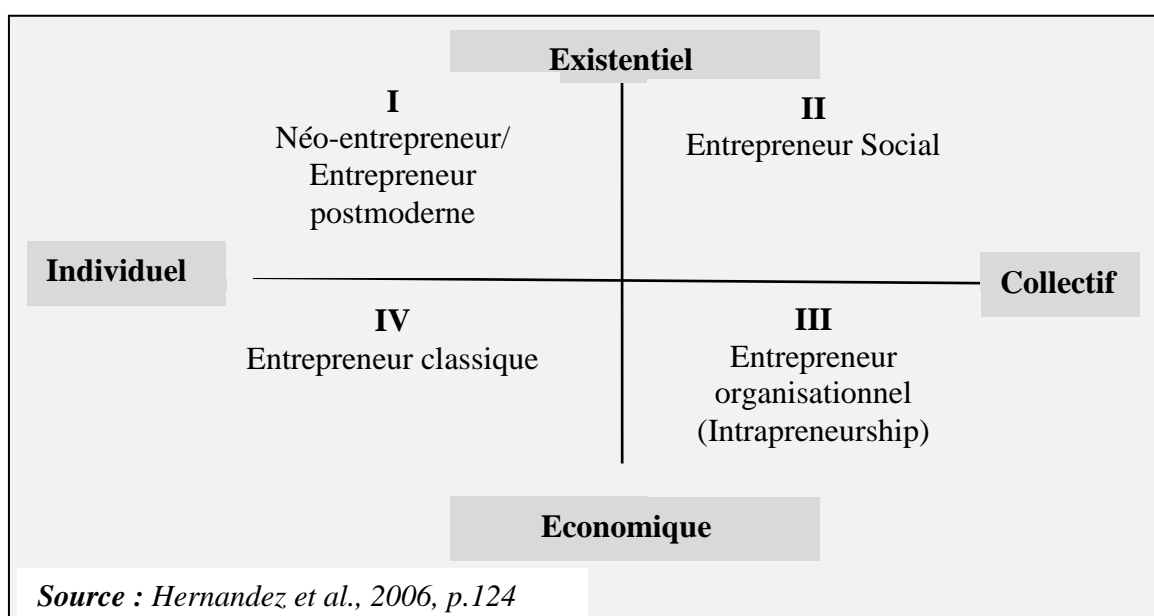 Existentiel
I
Néo-entrepreneur/
Entrepreneur
postmoderne
II
Entrepreneur Social
Individuel
Collectif
IV
Entrepreneur classique
III
Entrepreneur
organisationnel
(Intrapreneurship)
Economique
Source : Hernandez et al., 2006, p.124